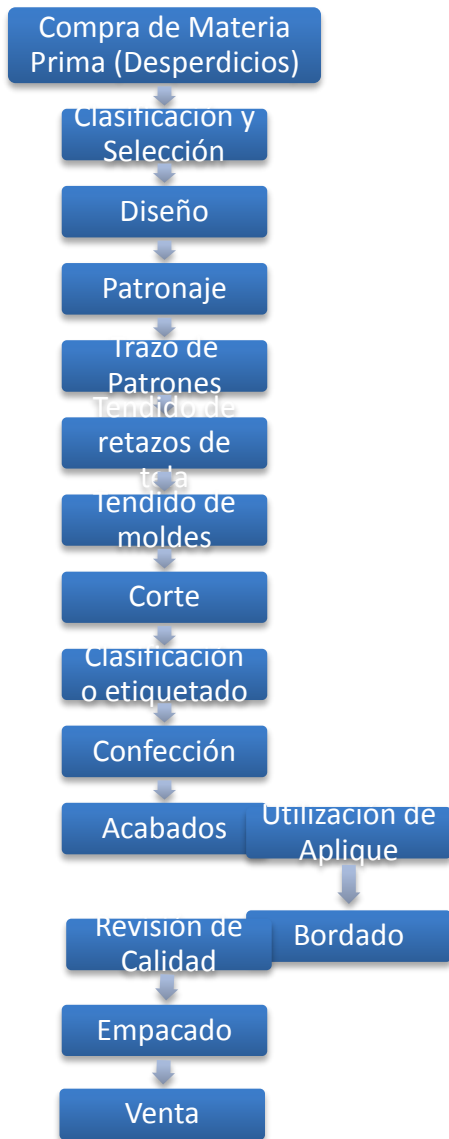 Compra de Materia
Prima (Desperdicios)
Clasificación y
Selección
Diseño
Patronaje
Trazo de
Patrones
Tendido de
retazos de
tela
Tendido de
moldes
Corte
Clasificación
o etiquetado
Confección
Acabados
Utilización de
Aplique
Bordado
Revisión de
Calidad
Empacado
Venta